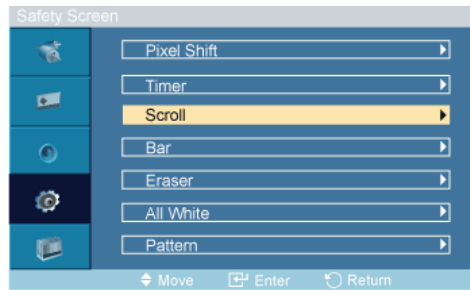 Safety Screen
Pixel Shift
Timer
Scroll
Bar
Eraser
All White
Pattern
Move Enter Return